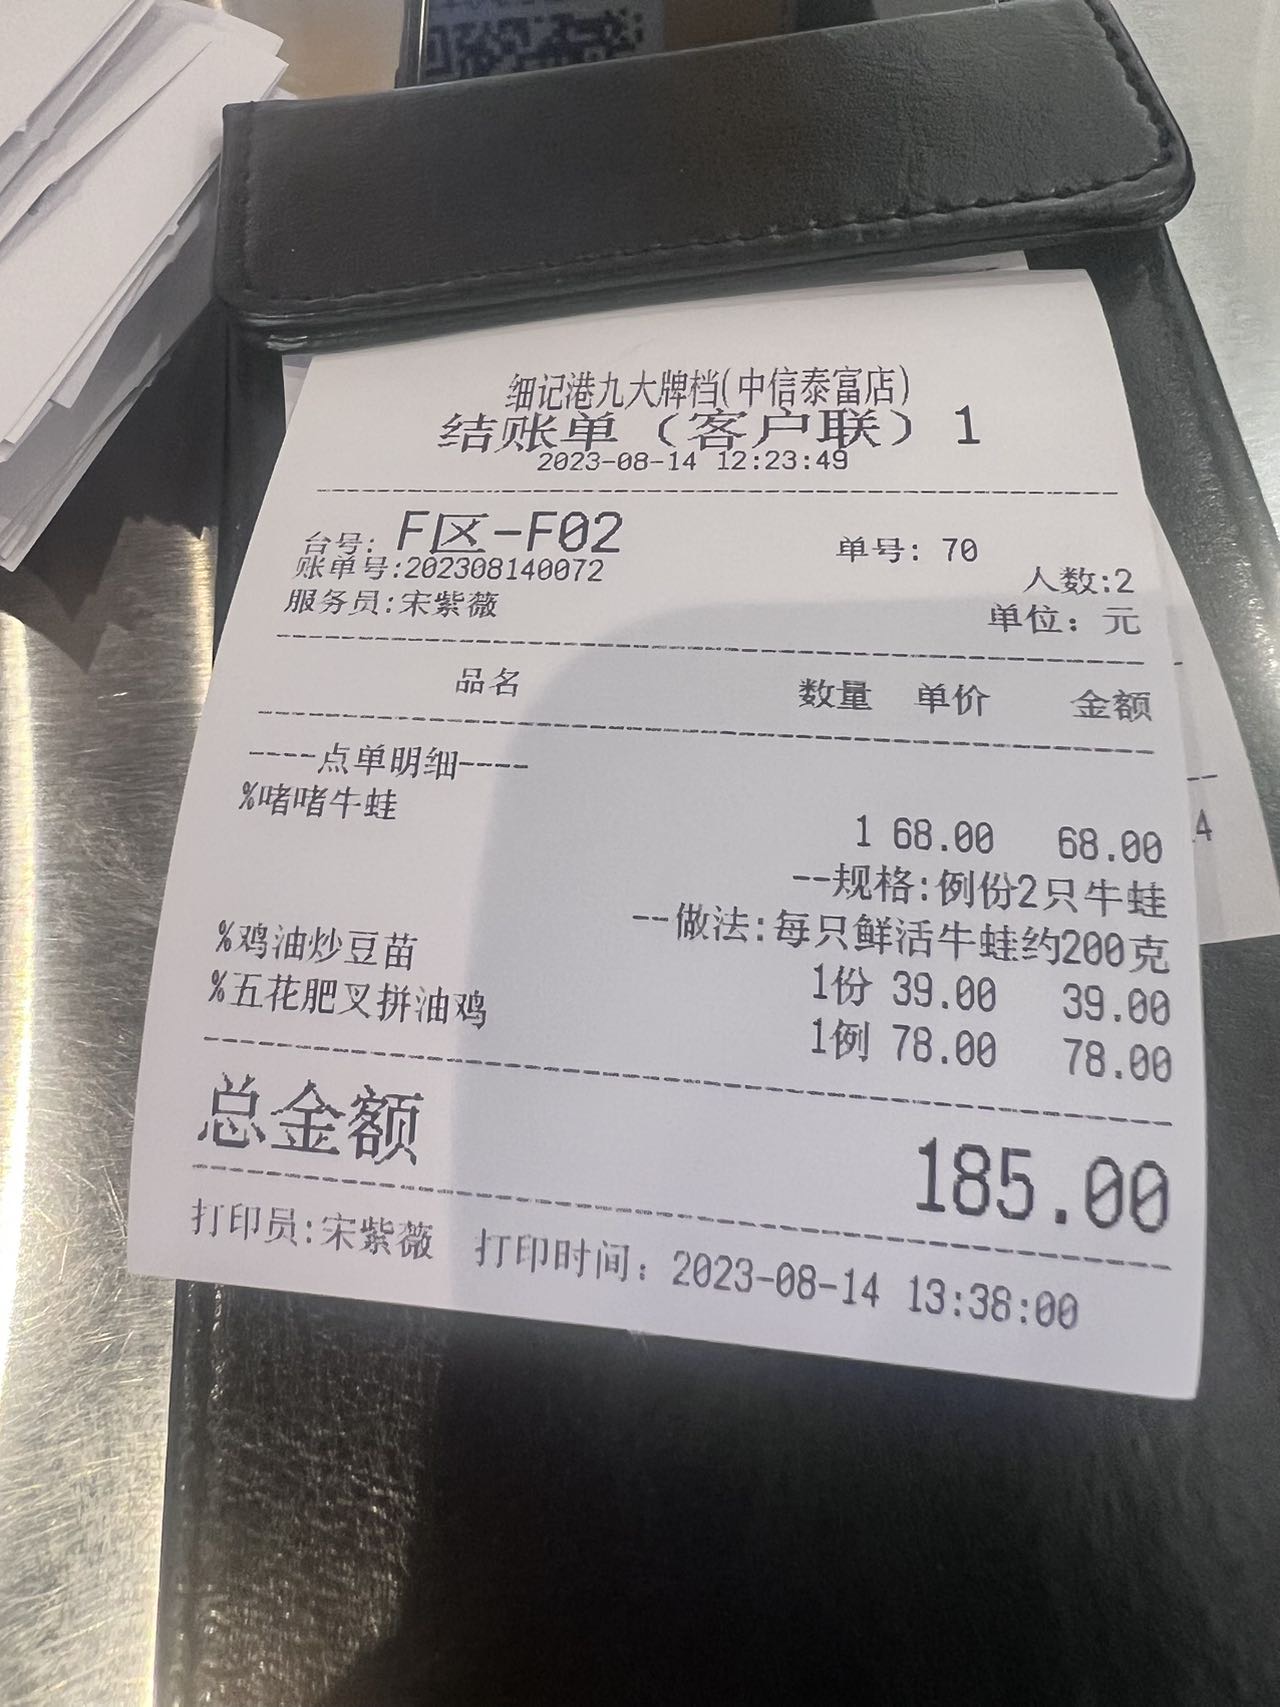 细记港九大牌档(中信泰富店)
结账单（客户联）1
2023-08-14 12:23:49
台号: F区-F02 单号: 70
账单号:202308140072 人数:2
服务员:宋紫薇 单位: 元
品名 数量 单价 金额
----点单明细----
%啫啫牛蛙
1 68.00 68.00
--规格:例份2只牛蛙
--做法:每只鲜活牛蛙约200克
%鸡油炒豆苗 1份 39.00 39.00
%五花肥叉拼油鸡 1例 78.00 78.00
总金额 185.00
打印员:宋紫薇 打印时间: 2023-08-14 13:38:00